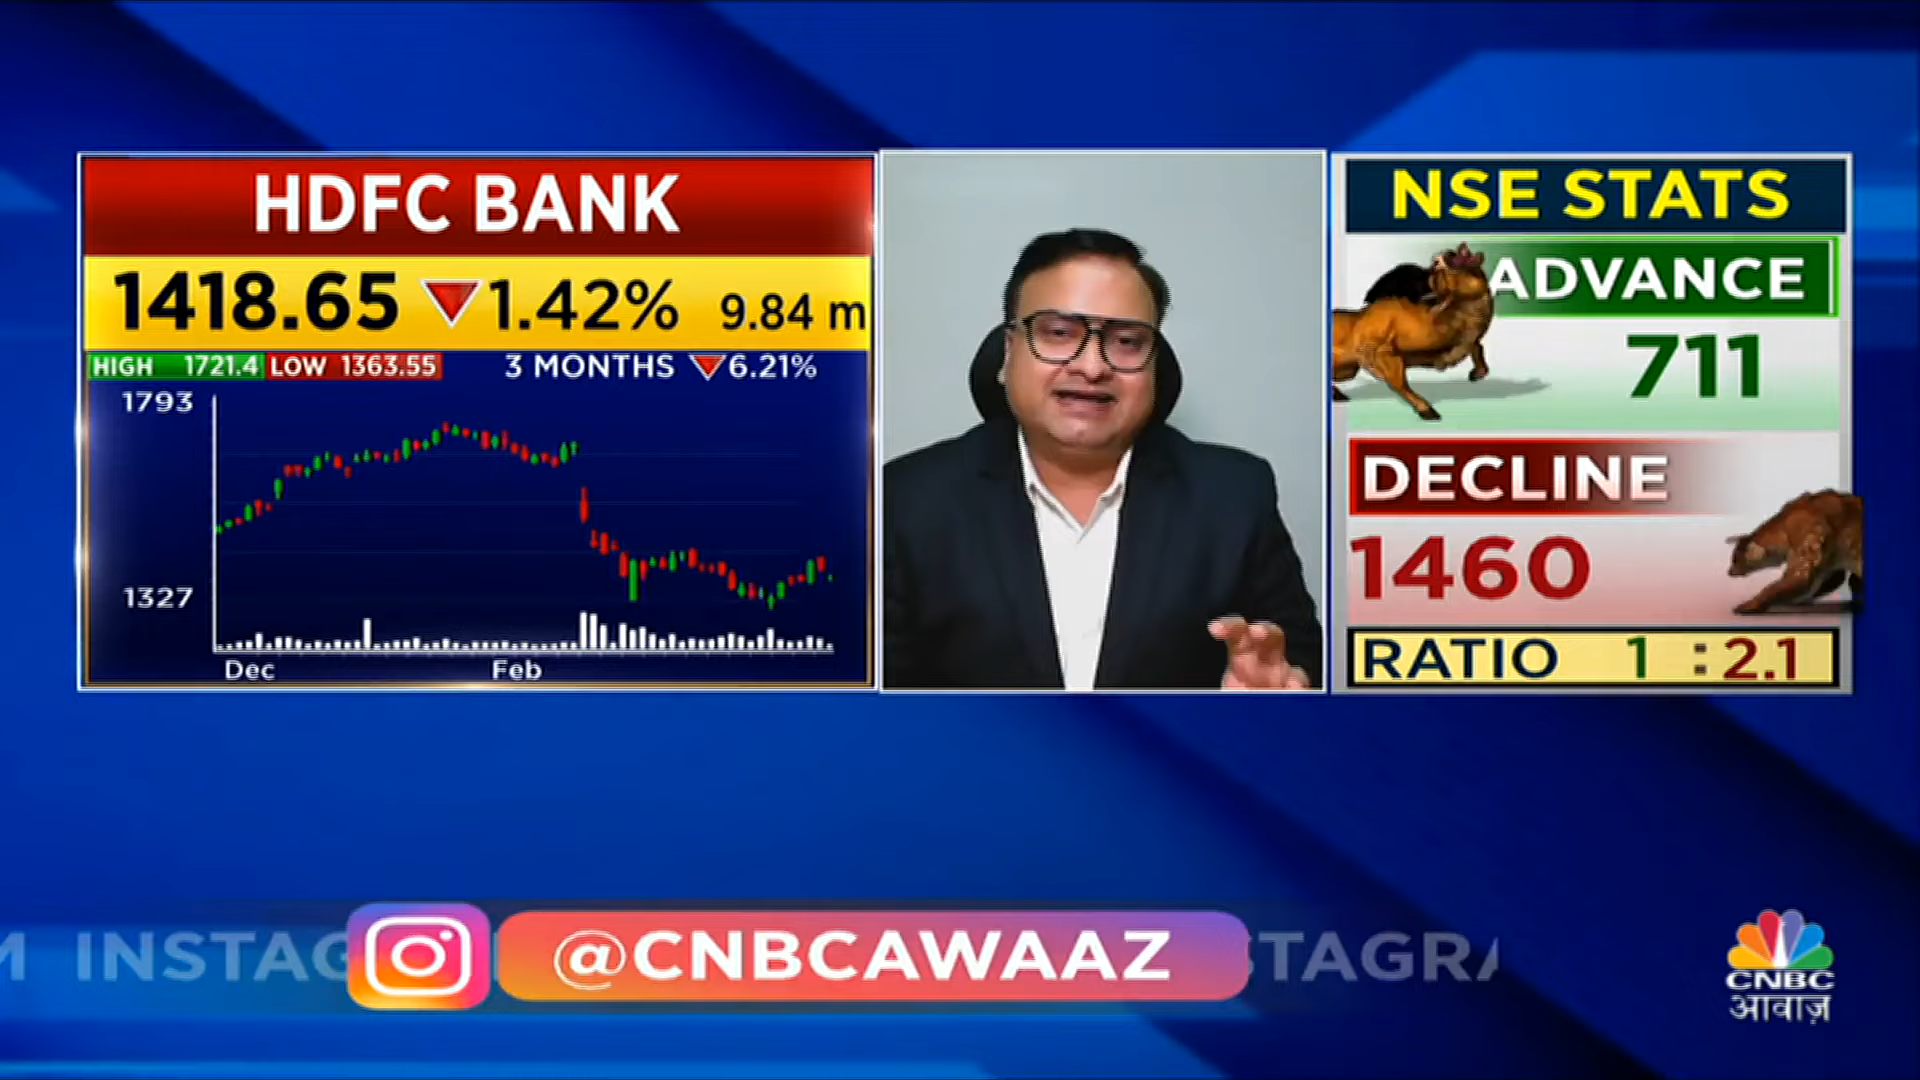 HDFC BANK
1418.65 ▼1.42% 9.84 m
HIGH 1721.4 LOW 1363.55 3 MONTHS ▼6.21%
1793
1327
Dec Feb
NSE STATS
ADVANCE
711
DECLINE
1460
RATIO 1 : 2.1
M INSTAG @CNBCAWAAZ STAGRA
CNBC
आवाज़